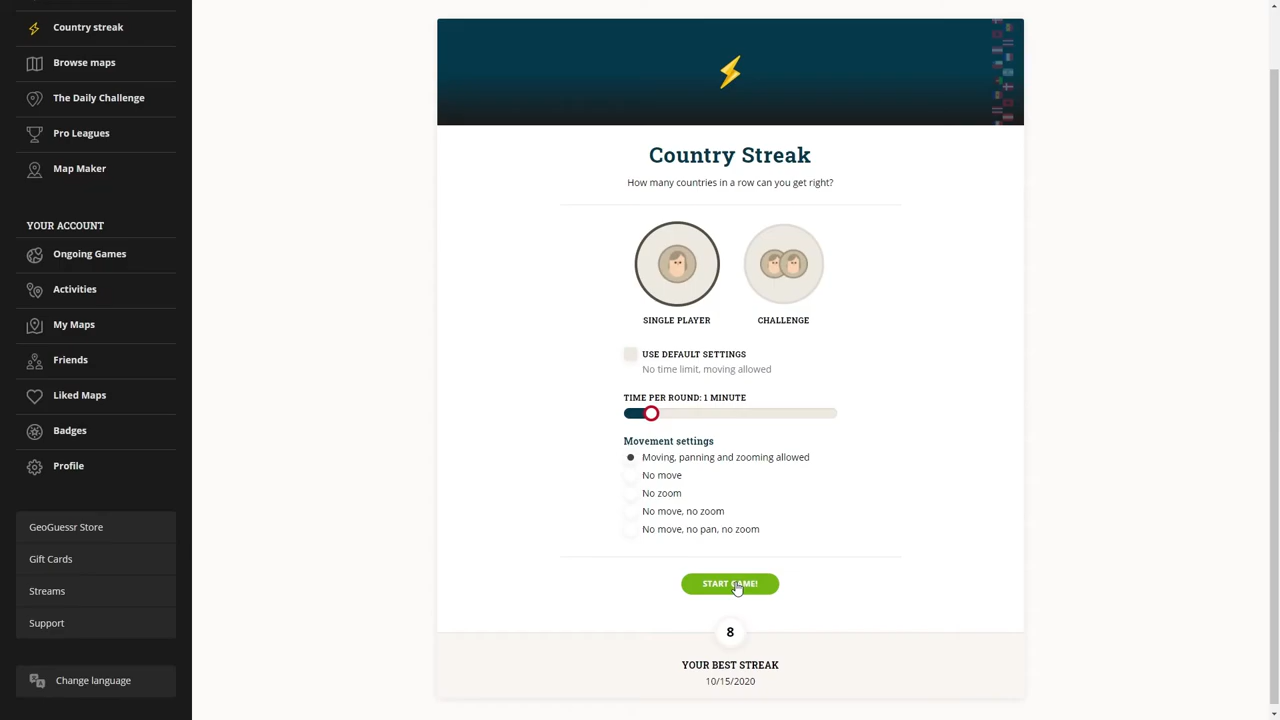 Country streak
Browse maps
The Daily Challenge
Pro Leagues
Map Maker
YOUR ACCOUNT
Ongoing Games
Activities
My Maps
Friends
Liked Maps
Badges
Profile
GeoGuessr Store
Gift Cards
Streams
Support
Change language
Country Streak
How many countries in a row can you get right?
SINGLE PLAYER
CHALLENGE
USE DEFAULT SETTINGS
No time limit, moving allowed
TIME PER ROUND: 1 MINUTE
Movement settings
Moving, panning and zooming allowed
No move
No zoom
No move, no zoom
No move, no pan, no zoom
START GAME!
8
YOUR BEST STREAK
10/15/2020